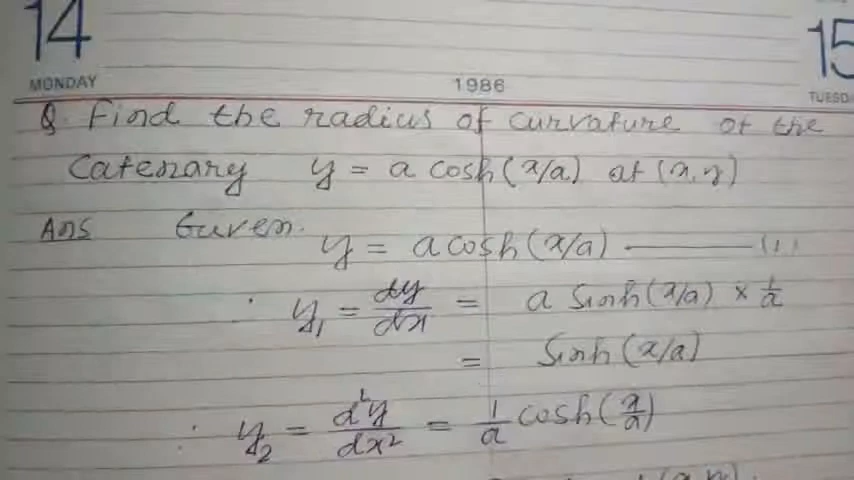 14
MONDAY
1986
15
TUESD
Q. Find the radius of curvature of the
Catenary y = a cosh(x/a) at (x,y)
Ans Given.
y = a cosh(x/a) ——— (1)
∴ y₁ = dy/dx = a sinh(x/a) × 1/a
= sinh(x/a)
∴ y₂ = d²y/dx² = 1/a cosh(x/a)